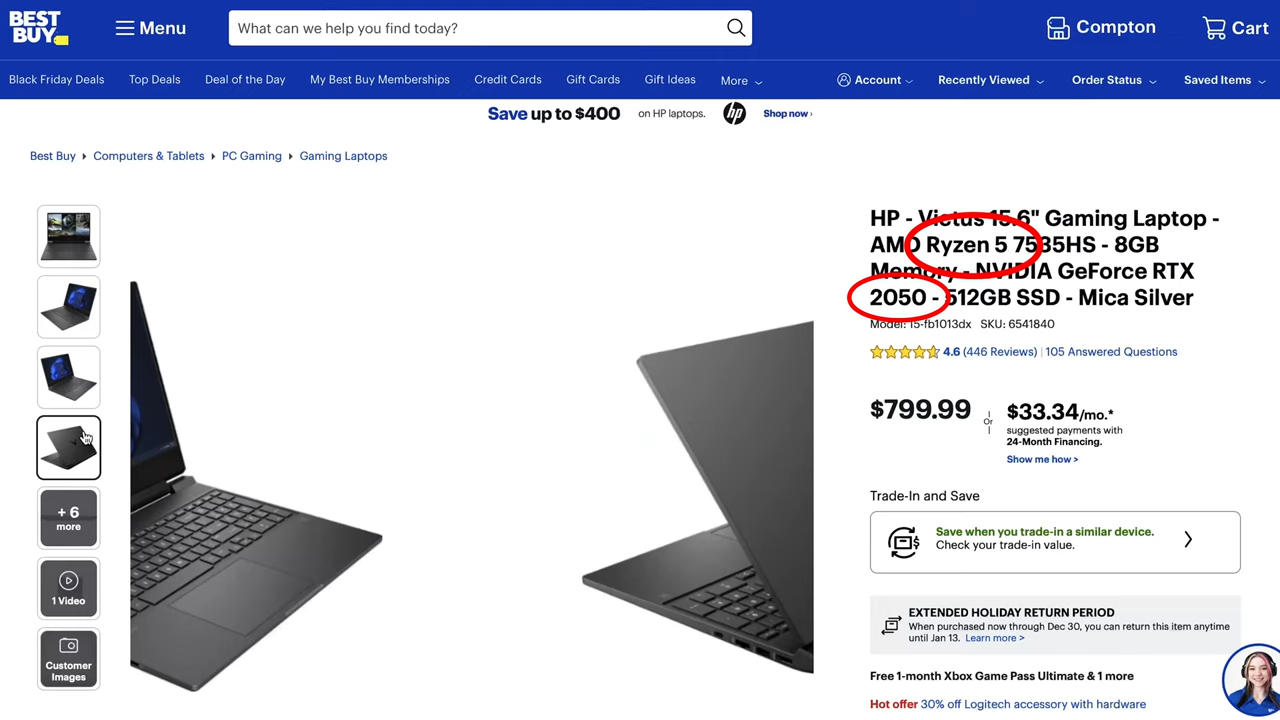 BEST
BUY
Menu
What can we help you find today?
Compton
Cart
Black Friday Deals
Top Deals
Deal of the Day
My Best Buy Memberships
Credit Cards
Gift Cards
Gift Ideas
More
Account
Recently Viewed
Order Status
Saved Items
Save up to $400
on HP laptops.
hp
Shop now ›
Best Buy
Computers & Tablets
PC Gaming
Gaming Laptops
HP - Victus 15.6" Gaming Laptop -
AMD Ryzen 5 7535HS - 8GB
Memory - NVIDIA GeForce RTX
2050 - 512GB SSD - Mica Silver
Model: 15-fb1013dx SKU: 6541840
4.6 (446 Reviews) | 105 Answered Questions
$799.99
Or
$33.34/mo.*
suggested payments with
24-Month Financing.
Show me how >
Trade-In and Save
Save when you trade-in a similar device.
Check your trade-in value.
EXTENDED HOLIDAY RETURN PERIOD
When purchased now through Dec 30, you can return this item anytime
until Jan 13. Learn more >
Free 1-month Xbox Game Pass Ultimate & 1 more
Hot offer 30% off Logitech accessory with hardware
+ 6
more
1 Video
Customer
Images